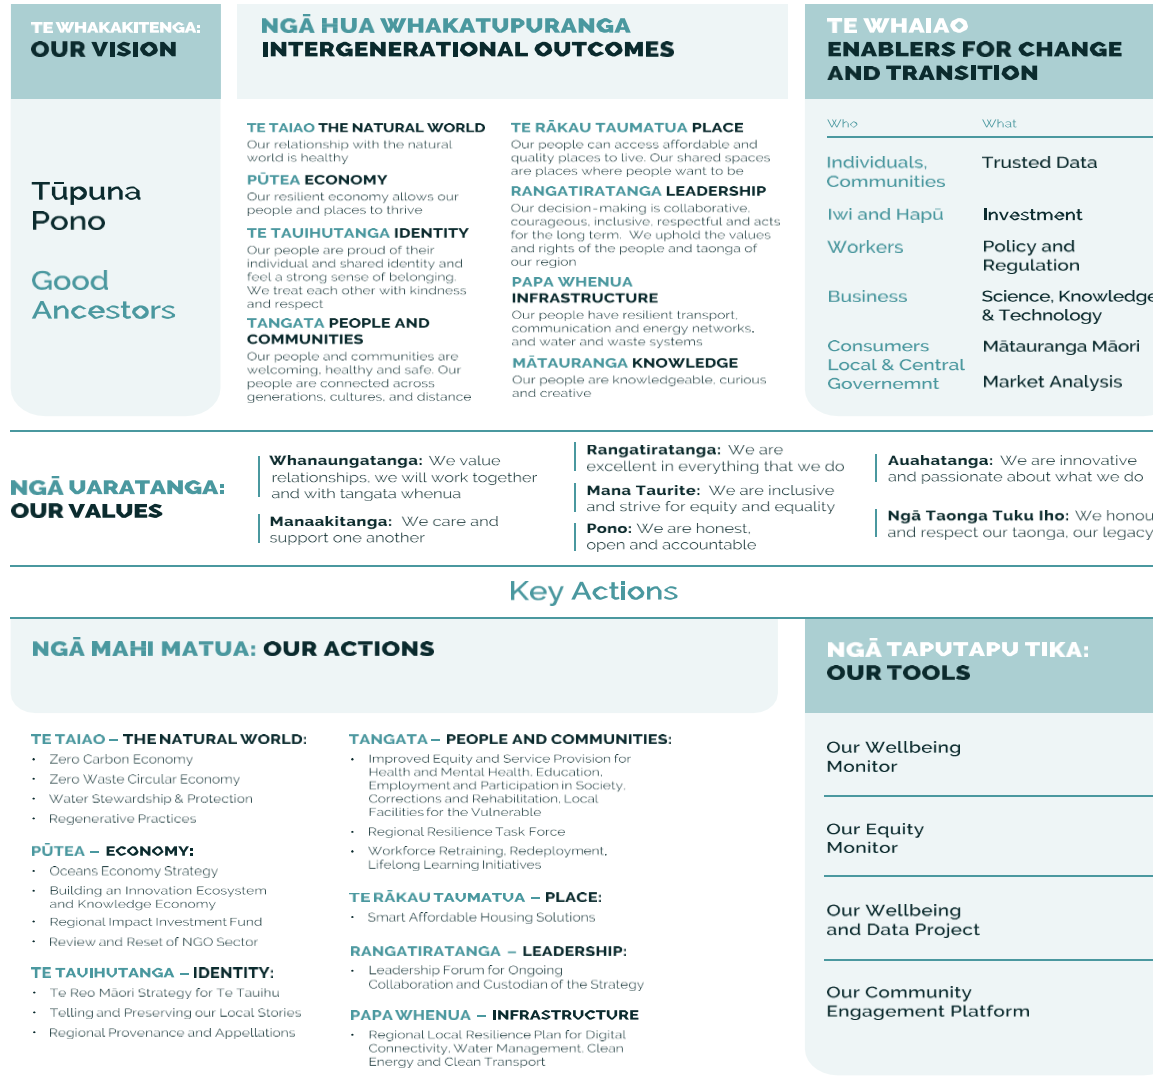 TE WHAKAKITENGA:
OUR VISION
Tūpuna
Pono
Good
Ancestors
NGĀ HUA WHAKATUPURANGA
INTERGENERATIONAL OUTCOMES
TE TAIAO THE NATURAL WORLD
Our relationship with the natural
world is healthy
PŪTEA ECONOMY
Our resilient economy allows our
people and places to thrive
TE TAUIHUTANGA IDENTITY
Our people are proud of their
individual and shared identity and
feel a strong sense of belonging.
We treat each other with kindness
and respect
TANGATA PEOPLE AND
COMMUNITIES
Our people and communities are
welcoming, healthy and safe. Our
people are connected across
generations, cultures, and distance
TE RĀKAU TAUMATUA PLACE
Our people can access affordable and
quality places to live. Our shared spaces
are places where people want to be
RANGATIRATANGA LEADERSHIP
Our decision-making is collaborative,
courageous, inclusive, respectful and acts
for the long term. We uphold the values
and rights of the people and taonga of
our region
PAPA WHENUA
INFRASTRUCTURE
Our people have resilient transport,
communication and energy networks,
and water and waste systems
MĀTAURANGA KNOWLEDGE
Our people are knowledgeable, curious
and creative
TE WHAIAO
ENABLERS FOR CHANGE
AND TRANSITION
Who What
Individuals, Trusted Data
Communities
Iwi and Hapū Investment
Workers Policy and
Regulation
Business Science, Knowledge
& Technology
Consumers Mātauranga Māori
Local & Central
Governemnt Market Analysis
NGĀ UARATANGA:
OUR VALUES
Whanaungatanga: We value
relationships, we will work together
and with tangata whenua
Manaakitanga: We care and
support one another
Rangatiratanga: We are
excellent in everything that we do
Mana Taurite: We are inclusive
and strive for equity and equality
Pono: We are honest,
open and accountable
Auahatanga: We are innovative
and passionate about what we do
Ngā Taonga Tuku Iho: We honou
and respect our taonga, our legacy
Key Actions
NGĀ MAHI MATUA: OUR ACTIONS
TE TAIAO – THE NATURAL WORLD:
• Zero Carbon Economy
• Zero Waste Circular Economy
• Water Stewardship & Protection
• Regenerative Practices
PŪTEA – ECONOMY:
• Oceans Economy Strategy
• Building an Innovation Ecosystem
and Knowledge Economy
• Regional Impact Investment Fund
• Review and Reset of NGO Sector
TE TAUIHUTANGA – IDENTITY:
• Te Reo Māori Strategy for Te Tauihu
• Telling and Preserving our Local Stories
• Regional Provenance and Appellations
TANGATA – PEOPLE AND COMMUNITIES:
• Improved Equity and Service Provision for
Health and Mental Health, Education,
Employment and Participation in Society,
Corrections and Rehabilitation, Local
Facilities for the Vulnerable
• Regional Resilience Task Force
• Workforce Retraining, Redeployment,
Lifelong Learning Initiatives
TE RĀKAU TAUMATUA – PLACE:
• Smart Affordable Housing Solutions
RANGATIRATANGA – LEADERSHIP:
• Leadership Forum for Ongoing
Collaboration and Custodian of the Strategy
PAPA WHENUA – INFRASTRUCTURE
• Regional Local Resilience Plan for Digital
Connectivity, Water Management, Clean
Energy and Clean Transport
NGĀ TAPUTAPU TIKA:
OUR TOOLS
Our Wellbeing
Monitor
Our Equity
Monitor
Our Wellbeing
and Data Project
Our Community
Engagement Platform